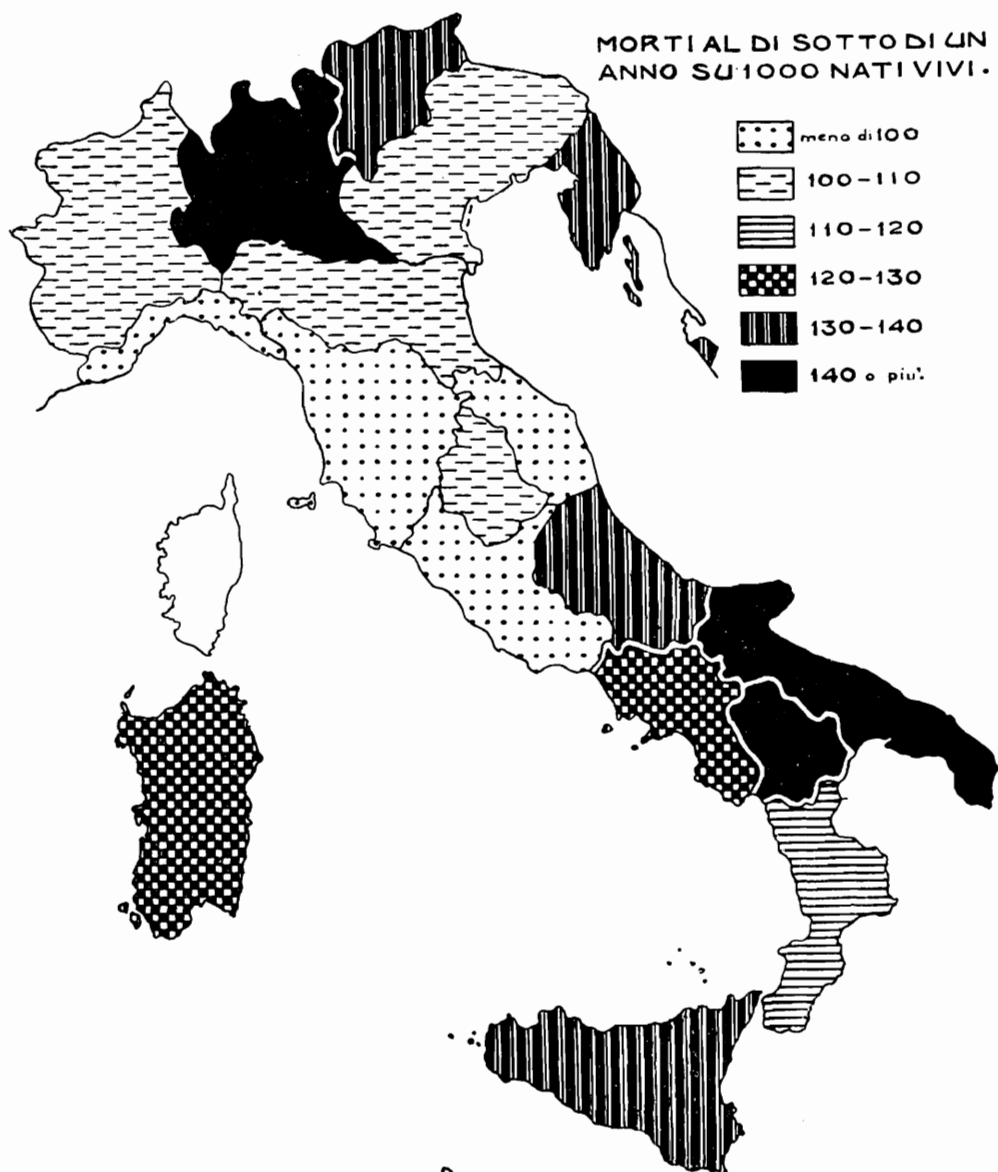 MORTI AL DI SOTTO DI UN
ANNO SU 1000 NATI VIVI.
meno di 100
100-110
110-120
120-130
130-140
140 o piu'.